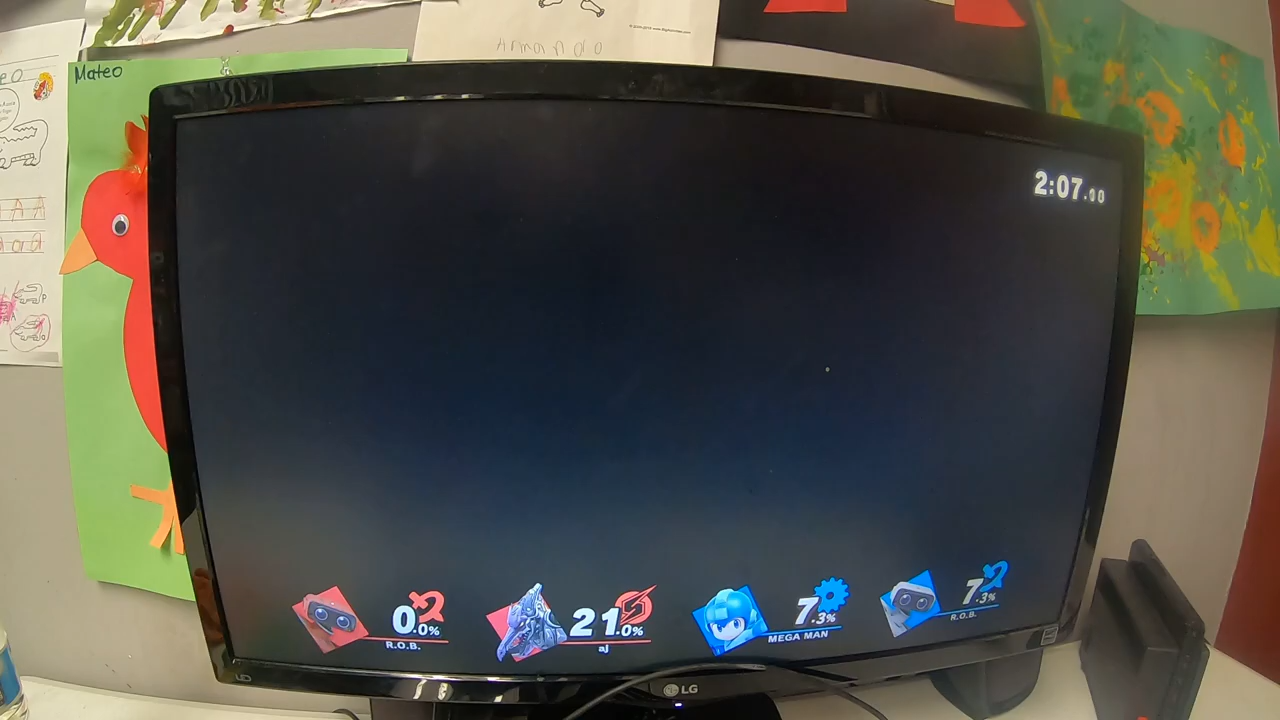 Mateo
Armando
2:07.00
0.0%
R.O.B.
21.0%
aj
7.3%
MEGA MAN
7.3%
R.O.B.
LG